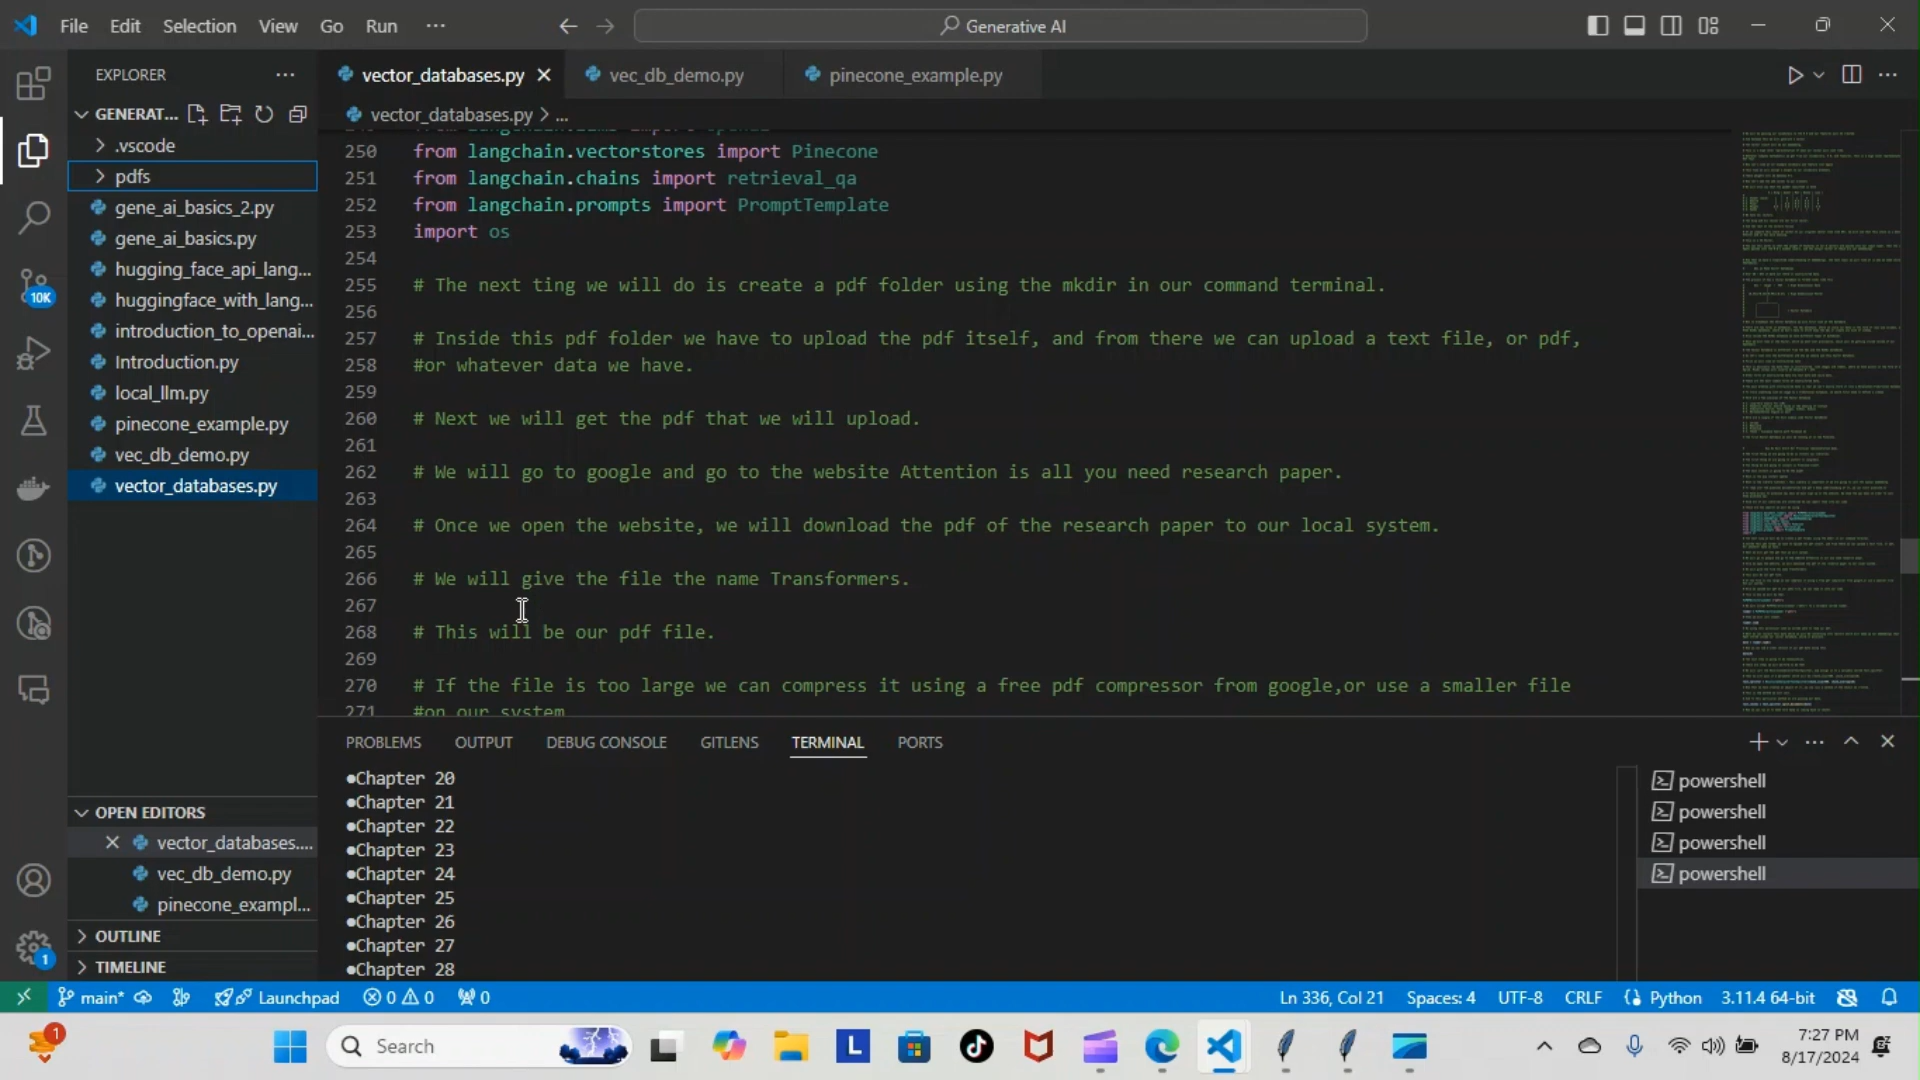 File Edit Selection View Go Run ···
Generative AI
EXPLORER ···
GENERAT...
.vscode
pdfs
gene_ai_basics_2.py
gene_ai_basics.py
hugging_face_api_lang...
huggingface_with_lang...
introduction_to_openai...
Introduction.py
local_llm.py
pinecone_example.py
vec_db_demo.py
vector_databases.py
10K
OPEN EDITORS
vector_databases....
vec_db_demo.py
pinecone_exampl...
OUTLINE
TIMELINE
1
vector_databases.py vec_db_demo.py pinecone_example.py
vector_databases.py > ...
250 from langchain.vectorstores import Pinecone
251 from langchain.chains import retrieval_qa
252 from langchain.prompts import PromptTemplate
253 import os
254
255 # The next ting we will do is create a pdf folder using the mkdir in our command terminal.
256
257 # Inside this pdf folder we have to upload the pdf itself, and from there we can upload a text file, or pdf,
258 #or whatever data we have.
259
260 # Next we will get the pdf that we will upload.
261
262 # We will go to google and go to the website Attention is all you need research paper.
263
264 # Once we open the website, we will download the pdf of the research paper to our local system.
265
266 # We will give the file the name Transformers.
267
268 # This will be our pdf file.
269
270 # If the file is too large we can compress it using a free pdf compressor from google,or use a smaller file
271 #on our system
PROBLEMS OUTPUT DEBUG CONSOLE GITLENS TERMINAL PORTS
●Chapter 20
●Chapter 21
●Chapter 22
●Chapter 23
●Chapter 24
●Chapter 25
●Chapter 26
●Chapter 27
●Chapter 28
powershell
powershell
powershell
powershell
main* Launchpad 0 0 0
Ln 336, Col 21 Spaces: 4 UTF-8 CRLF Python 3.11.4 64-bit
1
Search
L
7:27 PM
8/17/2024